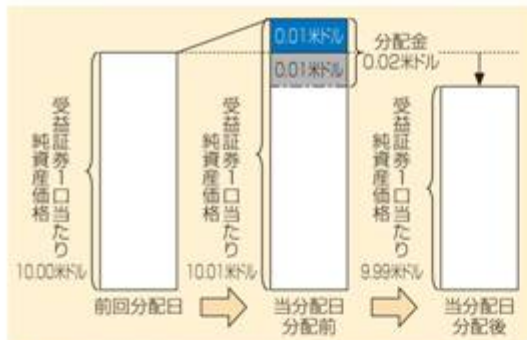 0.01米ドル
0.01米ドル
分配金
0.02米ドル
受益証券1口当たり
純資産価格
10.00米ドル
受益証券1口当たり
純資産価格
10.01米ドル
受益証券1口当たり
純資産価格
9.99米ドル
前回分配日
当分配日
分配前
当分配日
分配後